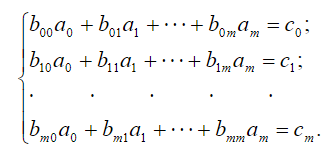 b₀₀a₀ + b₀₁a₁ + ⋯ + b₀ₘaₘ = c₀;
b₁₀a₀ + b₁₁a₁ + ⋯ + b₁ₘaₘ = c₁;
. . . . .
bₘ₀a₀ + bₘ₁a₁ + ⋯ + bₘₘaₘ = cₘ.